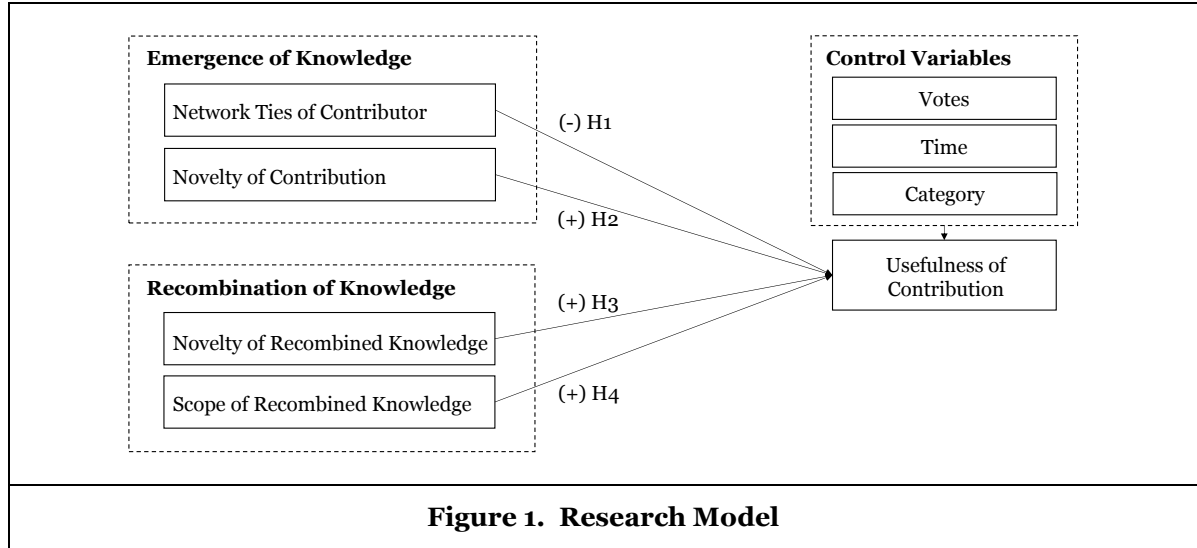 Emergence of Knowledge
Network Ties of Contributor
Novelty of Contribution
(-) H1
(+) H2
Recombination of Knowledge
Novelty of Recombined Knowledge
Scope of Recombined Knowledge
(+) H3
(+) H4
Control Variables
Votes
Time
Category
Usefulness of
Contribution
Figure 1. Research Model